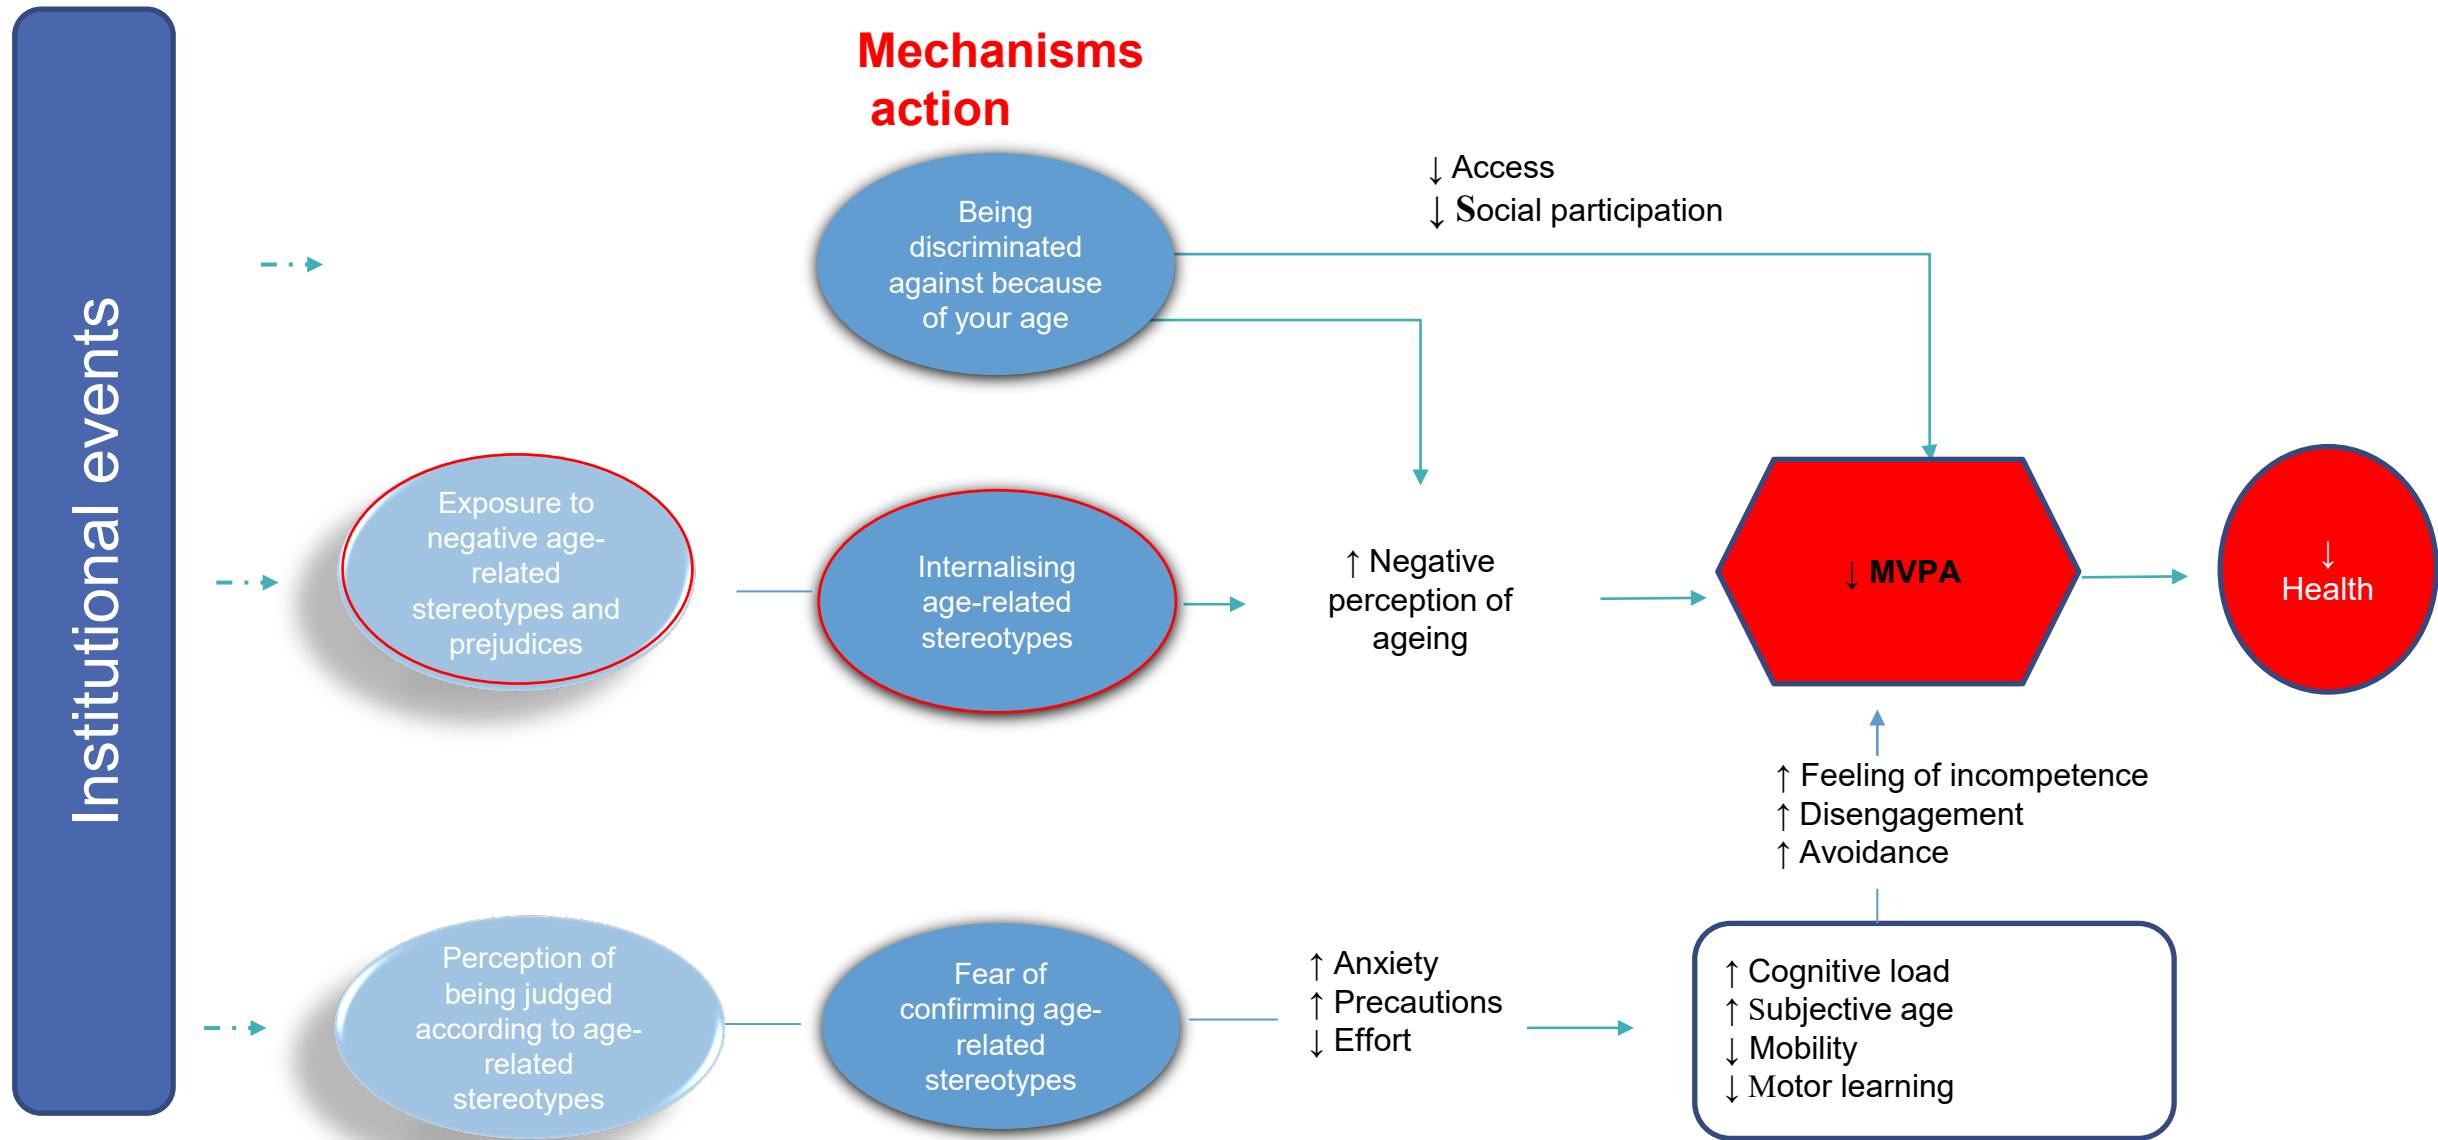 Institutional events
Mechanisms
action
Being
discriminated
against because
of your age
↓ Access
↓ Social participation
Exposure to
negative age-
related
stereotypes and
prejudices
Internalising
age-related
stereotypes
↑ Negative
perception of
ageing
↓ MVPA
↓
Health
↑ Feeling of incompetence
↑ Disengagement
↑ Avoidance
Perception of
being judged
according to age-
related
stereotypes
Fear of
confirming age-
related
stereotypes
↑ Anxiety
↑ Precautions
↓ Effort
↑ Cognitive load
↑ Subjective age
↓ Mobility
↓ Motor learning